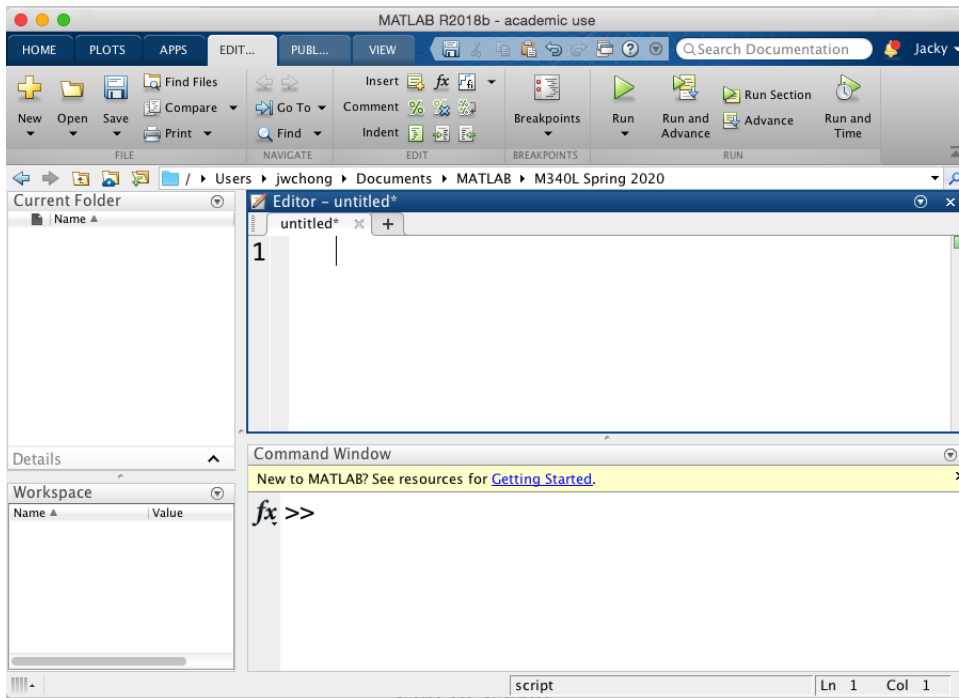 MATLAB R2018b - academic use
HOME PLOTS APPS EDIT... PUBL... VIEW Search Documentation Jacky
New Open Save Find Files Compare Print
FILE
Go To Find
NAVIGATE
Insert fx
Comment
Indent
EDIT
Breakpoints
BREAKPOINTS
Run Run and Advance Run Section Advance Run and Time
RUN
/ Users jwchong Documents MATLAB M340L Spring 2020
Current Folder
Name
Editor – untitled*
untitled* +
1
Details
Workspace
Name Value
Command Window
New to MATLAB? See resources for Getting Started.
fx >>
script Ln 1 Col 1